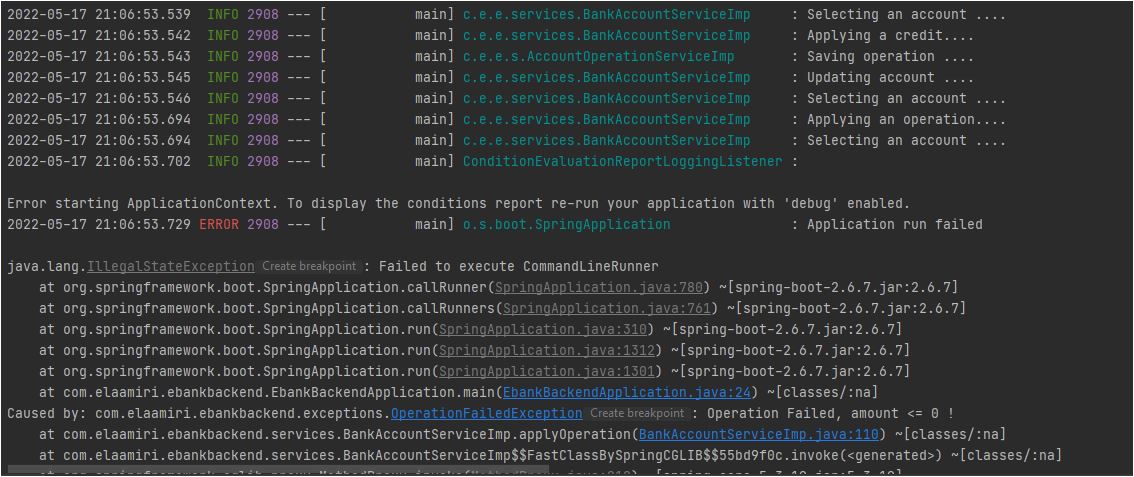 2022-05-17 21:06:53.539  INFO 2908 --- [           main] c.e.e.services.BankAccountServiceImp     : Selecting an account ....
2022-05-17 21:06:53.542  INFO 2908 --- [           main] c.e.e.services.BankAccountServiceImp     : Applying a credit....
2022-05-17 21:06:53.543  INFO 2908 --- [           main] c.e.e.s.AccountOperationServiceImp       : Saving operation ....
2022-05-17 21:06:53.545  INFO 2908 --- [           main] c.e.e.services.BankAccountServiceImp     : Updating account ....
2022-05-17 21:06:53.546  INFO 2908 --- [           main] c.e.e.services.BankAccountServiceImp     : Selecting an account ....
2022-05-17 21:06:53.694  INFO 2908 --- [           main] c.e.e.services.BankAccountServiceImp     : Applying an operation....
2022-05-17 21:06:53.694  INFO 2908 --- [           main] c.e.e.services.BankAccountServiceImp     : Selecting an account ....
2022-05-17 21:06:53.702  INFO 2908 --- [           main] ConditionEvaluationReportLoggingListener :
Error starting ApplicationContext. To display the conditions report re-run your application with 'debug' enabled.
2022-05-17 21:06:53.729 ERROR 2908 --- [           main] o.s.boot.SpringApplication               : Application run failed
java.lang.IllegalStateException Create breakpoint : Failed to execute CommandLineRunner
    at org.springframework.boot.SpringApplication.callRunner(SpringApplication.java:780) ~[spring-boot-2.6.7.jar:2.6.7]
    at org.springframework.boot.SpringApplication.callRunners(SpringApplication.java:761) ~[spring-boot-2.6.7.jar:2.6.7]
    at org.springframework.boot.SpringApplication.run(SpringApplication.java:310) ~[spring-boot-2.6.7.jar:2.6.7]
    at org.springframework.boot.SpringApplication.run(SpringApplication.java:1312) ~[spring-boot-2.6.7.jar:2.6.7]
    at org.springframework.boot.SpringApplication.run(SpringApplication.java:1301) ~[spring-boot-2.6.7.jar:2.6.7]
    at com.elaamiri.ebankbackend.EbankBackendApplication.main(EbankBackendApplication.java:24) ~[classes/:na]
Caused by: com.elaamiri.ebankbackend.exceptions.OperationFailedException Create breakpoint : Operation Failed, amount <= 0 !
    at com.elaamiri.ebankbackend.services.BankAccountServiceImp.applyOperation(BankAccountServiceImp.java:110) ~[classes/:na]
    at com.elaamiri.ebankbackend.services.BankAccountServiceImp$$FastClassBySpringCGLIB$$55bd9f0c.invoke(<generated>) ~[classes/:na]